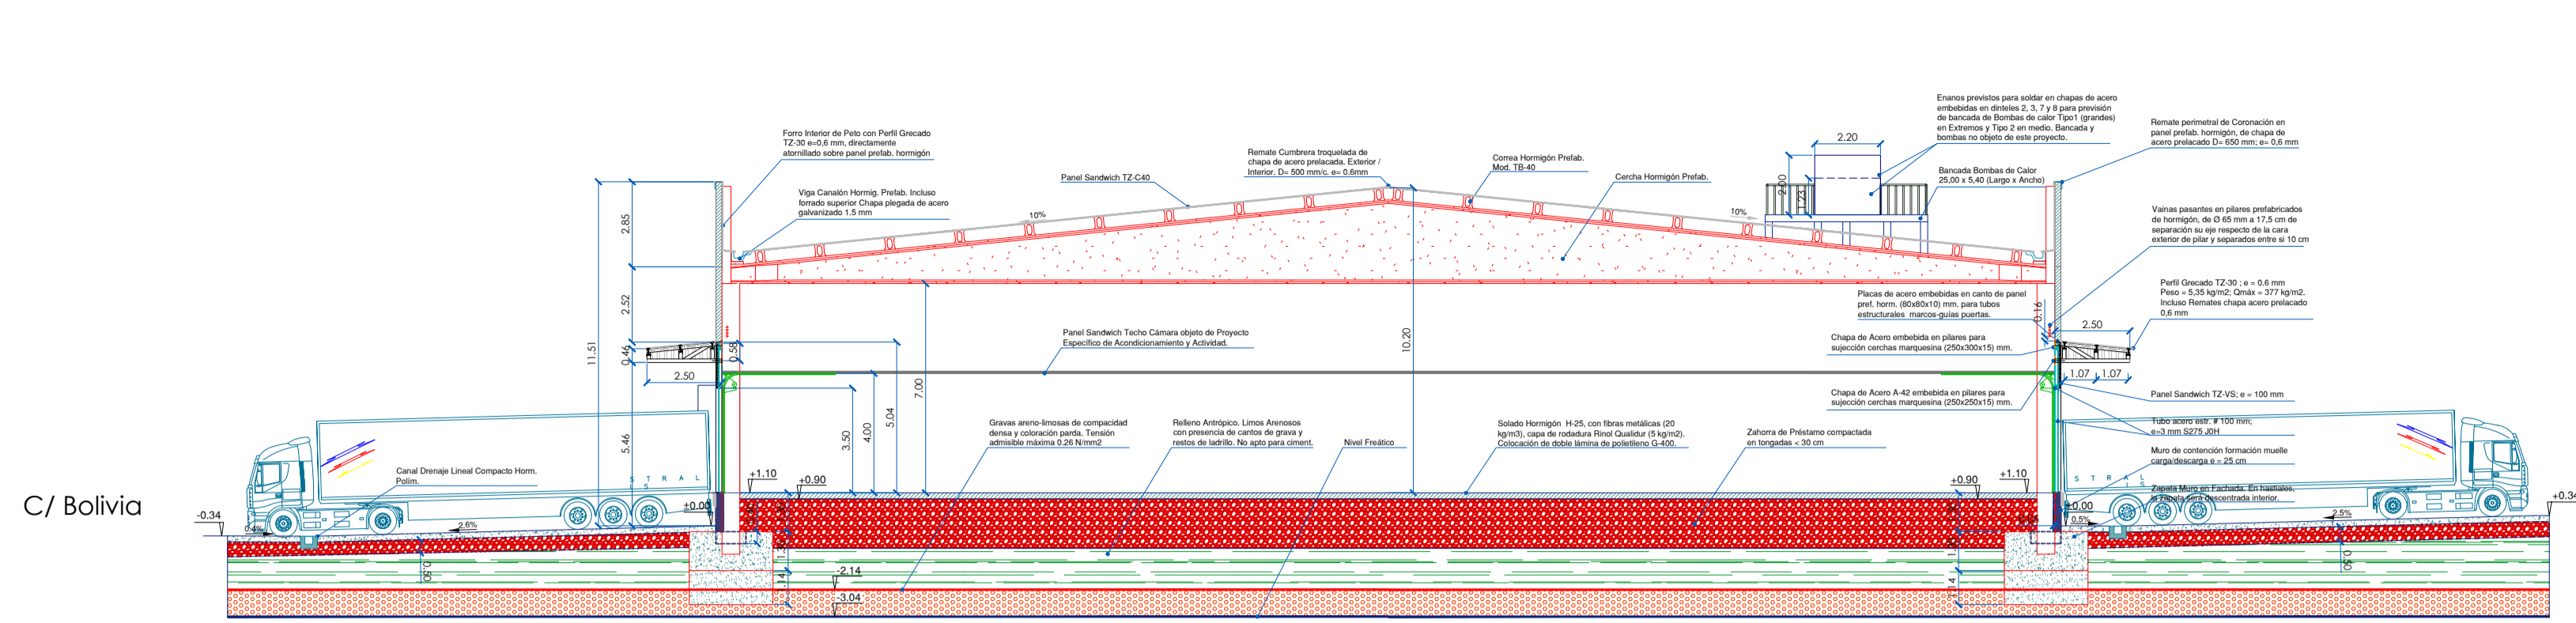 Enanos previstos para soldar en chapas de acero
embebidas en dinteles 2, 3, 7 y 8 para previsión
de bancada de Bombas de calor Tipo1 (grandes)
en Extremos y Tipo 2 en medio. Bancada y
bombas no objeto de este proyecto.
Remate perimetral de Coronación en
panel prefab. hormigón, de chapa de
acero prelacado D= 650 mm; e= 0,6 mm
Forro Interior de Peto con Perfil Grecado
TZ-30 e=0,6 mm, directamente
atornillado sobre panel prefab. hormigón
2.20
Remate Cumbrera troquelada de
chapa de acero prelacada. Exterior /
Interior. D= 500 mm/c. e= 0.6mm
Correa Hormigón Prefab.
Mod. TB-40
Panel Sandwich TZ-C40
Cercha Hormigón Prefab.
Bancada Bombas de Calor
25,00 x 5,40 (Largo x Ancho)
Viga Canalón Hormig. Prefab. Incluso
forrado superior Chapa plegada de acero
galvanizado 1.5 mm
2.00
1.23
10%
10%
Vainas pasantes en pilares prefabricados
de hormigón, de Ø 65 mm a 17,5 cm de
separación su eje respecto de la cara
exterior de pilar y separados entre si 10 cm
2.85
2.52
11.51
0.46
5.46
2.50
0.58
Perfil Grecado TZ-30 ; e = 0.6 mm
Peso = 5,35 kg/m2; Qmáx = 377 kg/m2.
Incluso Remates chapa acero prelacado
0,6 mm
Placas de acero embebidas en canto de panel
pref. horm. (80x80x10) mm. para tubos
estructurales marcos-guías puertas.
0.16
2.50
Panel Sandwich Techo Cámara objeto de Proyecto
Específico de Acondicionamiento y Actividad.
Chapa de Acero embebida en pilares para
sujección cerchas marquesina (250x300x15) mm.
10.20
7.00
5.04
4.00
3.50
1.07
1.07
Chapa de Acero A-42 embebida en pilares para
sujección cerchas marquesina (250x250x15) mm.
Panel Sandwich TZ-VS; e = 100 mm
Gravas areno-limosas de compacidad
densa y coloración parda. Tensión
admisible máxima 0.26 N/mm2
Relleno Antrópico. Limos Arenosos
con presencia de cantos de grava y
restos de ladrillo. No apto para ciment.
Nivel Freático
Solado Hormigón H-25, con fibras metálicas (20
kg/m3), capa de rodadura Rinol Qualidur (5 kg/m2).
Colocación de doble lámina de polietileno G-400.
Zahorra de Préstamo compactada
en tongadas < 30 cm
Tubo acero estr. # 100 mm;
e=3 mm S275 J0H
Muro de contención formación muelle
carga/descarga e = 25 cm
Zapata Muro en Fachada. En hastiales,
la zapata será descentrada interior.
Canal Drenaje Lineal Compacto Horm.
Polím.
S T R A L
I S
S T R A L
I S
C/ Bolivia
-0.34
0.4%
2.6%
+0.00
+1.10
+0.90
+0.90
+1.10
+0.00
0.5%
2.5%
+0.34
0.50
1.14
-2.14
-3.04
1.14
0.50